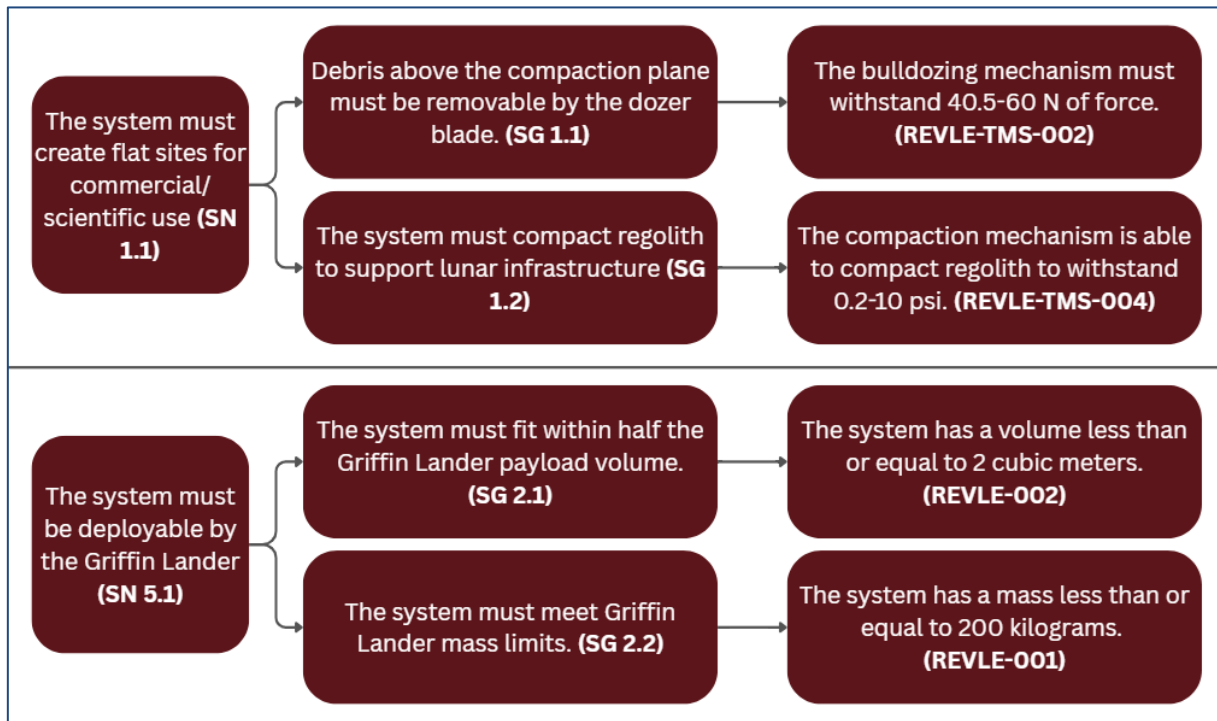 The system must
create flat sites for
commercial/
scientific use (SN
1.1)
Debris above the compaction plane
must be removable by the dozer
blade. (SG 1.1)
The bulldozing mechanism must
withstand 40.5-60 N of force.
(REVLE-TMS-002)
The system must compact regolith
to support lunar infrastructure (SG
1.2)
The compaction mechanism is able
to compact regolith to withstand
0.2-10 psi. (REVLE-TMS-004)
The system must
be deployable by
the Griffin Lander
(SN 5.1)
The system must fit within half the
Griffin Lander payload volume.
(SG 2.1)
The system has a volume less than
or equal to 2 cubic meters.
(REVLE-002)
The system must meet Griffin
Lander mass limits. (SG 2.2)
The system has a mass less than or
equal to 200 kilograms.
(REVLE-001)